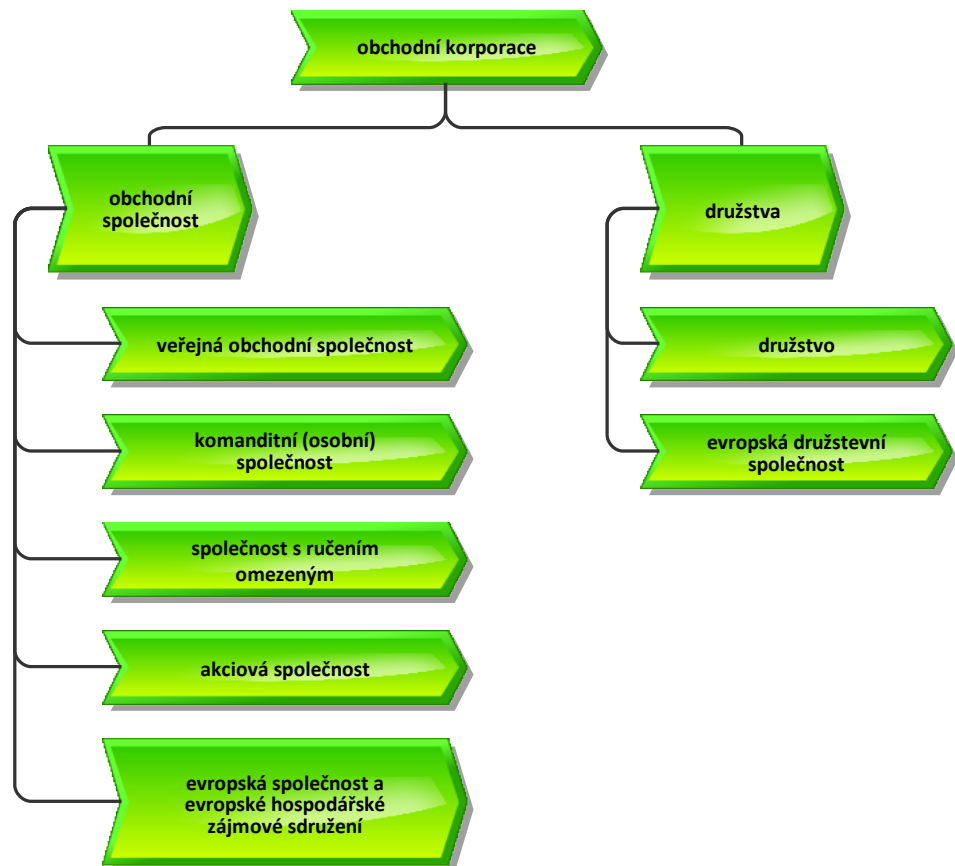 obchodní korporace
obchodní
společnost
veřejná obchodní společnost
komanditní (osobní)
společnost
společnost s ručením
omezeným
akciová společnost
evropská společnost a
evropské hospodářské
zájmové sdružení
družstva
družstvo
evropská družstevní
společnost